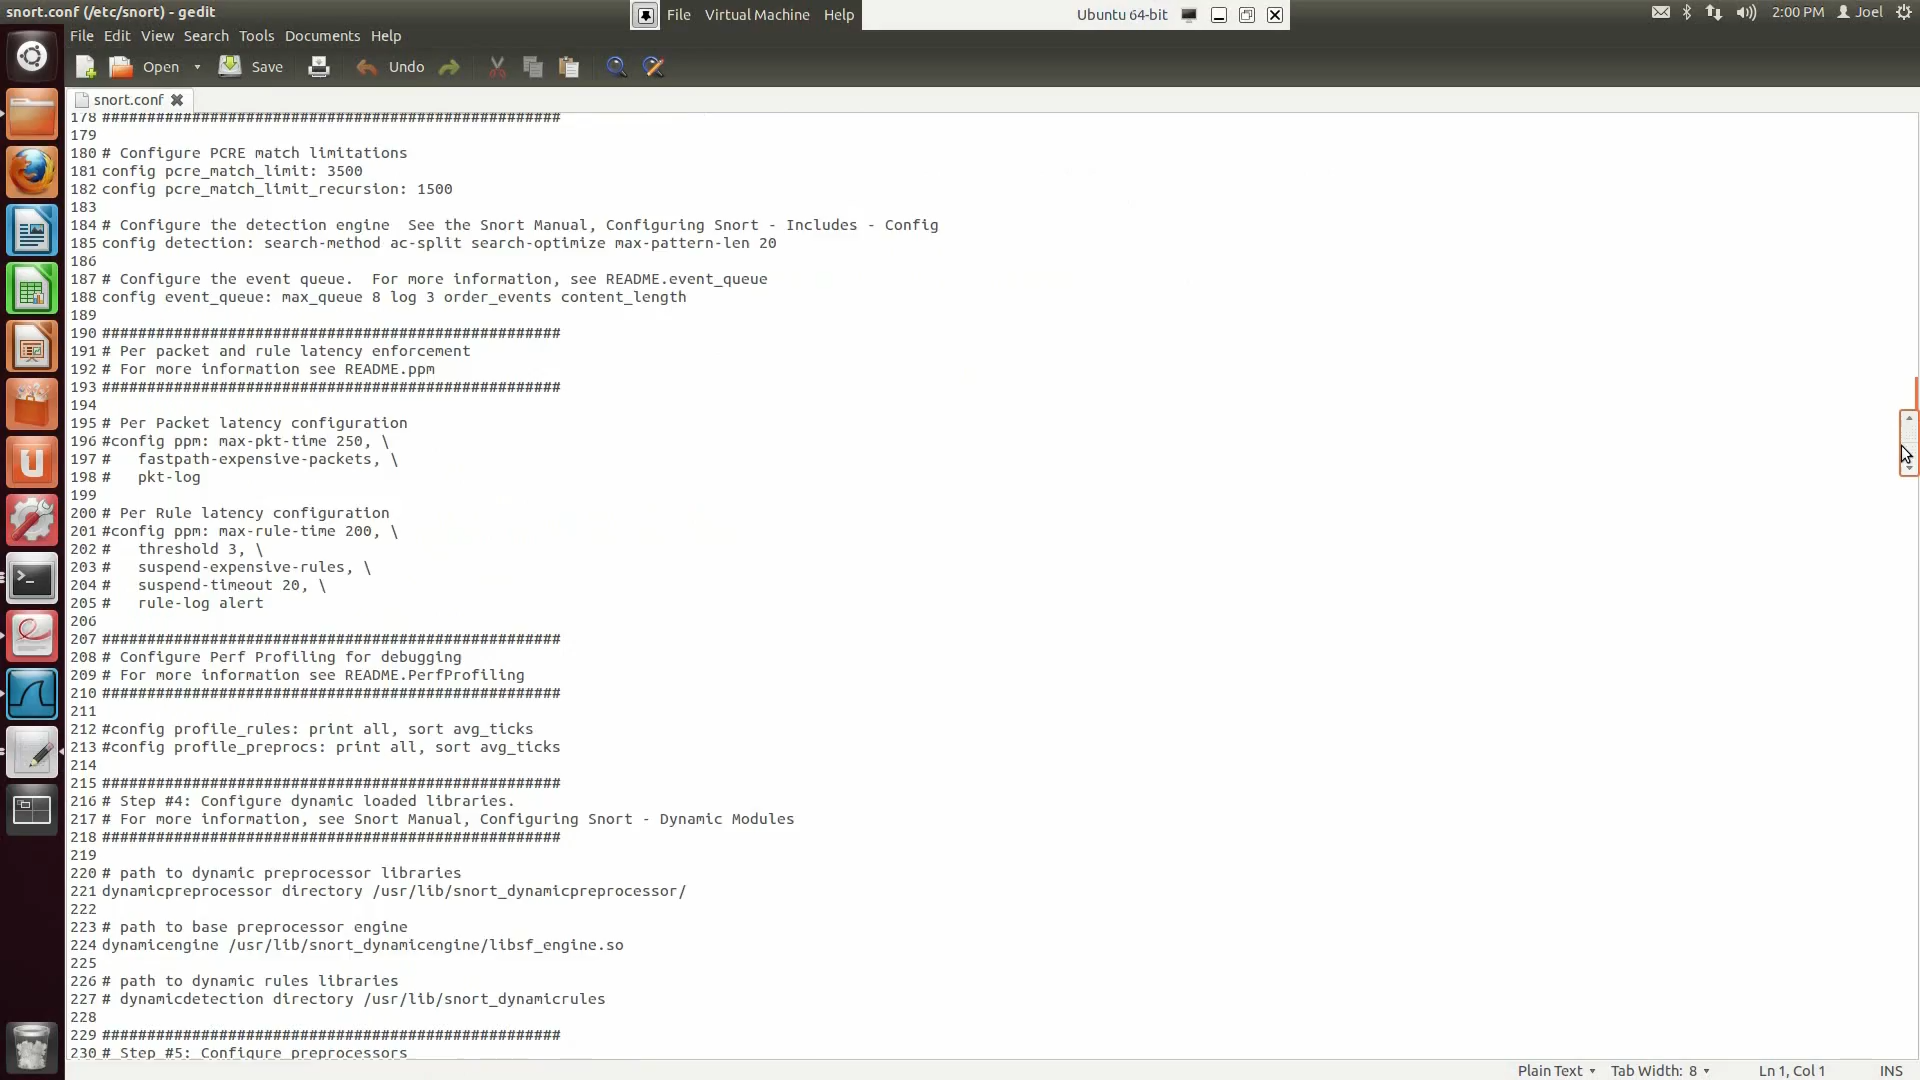 snort.conf (/etc/snort) - gedit
File Virtual Machine Help
Ubuntu 64-bit
2:00 PM Joel
File Edit View Search Tools Documents Help
Open Save Undo
snort.conf
178 ###################################################
179
180 # Configure PCRE match limitations
181 config pcre_match_limit: 3500
182 config pcre_match_limit_recursion: 1500
183
184 # Configure the detection engine  See the Snort Manual, Configuring Snort - Includes - Config
185 config detection: search-method ac-split search-optimize max-pattern-len 20
186
187 # Configure the event queue.  For more information, see README.event_queue
188 config event_queue: max_queue 8 log 3 order_events content_length
189
190 ###################################################
191 # Per packet and rule latency enforcement
192 # For more information see README.ppm
193 ###################################################
194
195 # Per Packet latency configuration
196 #config ppm: max-pkt-time 250, \
197 #   fastpath-expensive-packets, \
198 #   pkt-log
199
200 # Per Rule latency configuration
201 #config ppm: max-rule-time 200, \
202 #   threshold 3, \
203 #   suspend-expensive-rules, \
204 #   suspend-timeout 20, \
205 #   rule-log alert
206
207 ###################################################
208 # Configure Perf Profiling for debugging
209 # For more information see README.PerfProfiling
210 ###################################################
211
212 #config profile_rules: print all, sort avg_ticks
213 #config profile_preprocs: print all, sort avg_ticks
214
215 ###################################################
216 # Step #4: Configure dynamic loaded libraries.
217 # For more information, see Snort Manual, Configuring Snort - Dynamic Modules
218 ###################################################
219
220 # path to dynamic preprocessor libraries
221 dynamicpreprocessor directory /usr/lib/snort_dynamicpreprocessor/
222
223 # path to base preprocessor engine
224 dynamicengine /usr/lib/snort_dynamicengine/libsf_engine.so
225
226 # path to dynamic rules libraries
227 # dynamicdetection directory /usr/lib/snort_dynamicrules
228
229 ###################################################
230 # Step #5: Configure preprocessors
Plain Text Tab Width: 8 Ln 1, Col 1 INS